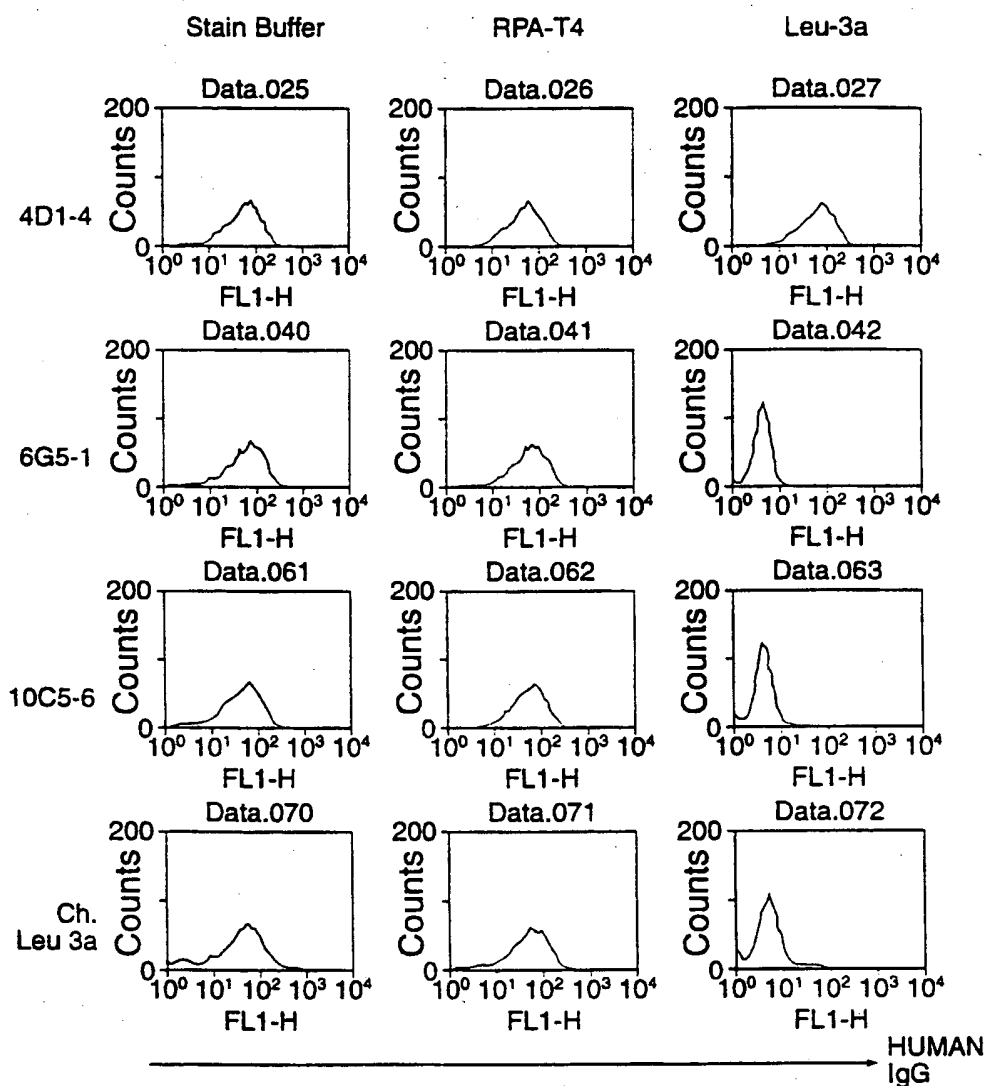 Stain Buffer RPA-T4 Leu-3a
Data.025 Data.026 Data.027
200 200 200
Counts Counts Counts
4D1-4
0 0 0
10⁰ 10¹ 10² 10³ 10⁴ 10⁰ 10¹ 10² 10³ 10⁴ 10⁰ 10¹ 10² 10³ 10⁴
FL1-H FL1-H FL1-H
Data.040 Data.041 Data.042
200 200 200
Counts Counts Counts
6G5-1
0 0 0
10⁰ 10¹ 10² 10³ 10⁴ 10⁰ 10¹ 10² 10³ 10⁴ 10⁰ 10¹ 10² 10³ 10⁴
FL1-H FL1-H FL1-H
Data.061 Data.062 Data.063
200 200 200
Counts Counts Counts
10C5-6
0 0 0
10⁰ 10¹ 10² 10³ 10⁴ 10⁰ 10¹ 10² 10³ 10⁴ 10⁰ 10¹ 10² 10³ 10⁴
FL1-H FL1-H FL1-H
Data.070 Data.071 Data.072
200 200 200
Counts Counts Counts
Ch.
Leu 3a
0 0 0
10⁰ 10¹ 10² 10³ 10⁴ 10⁰ 10¹ 10² 10³ 10⁴ 10⁰ 10¹ 10² 10³ 10⁴
FL1-H FL1-H FL1-H
HUMAN
IgG